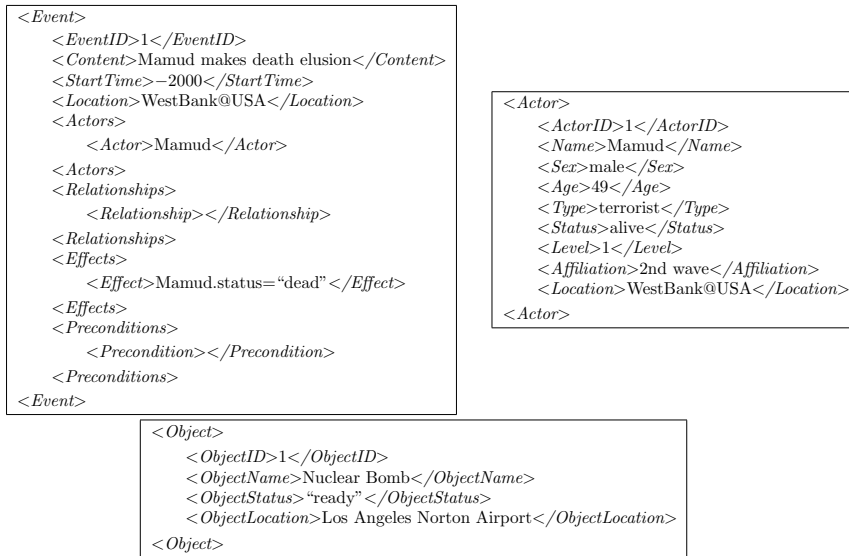 <Event>
<EventID>1</EventID>
<Content>Mamud makes death elusion</Content>
<StartTime>−2000</StartTime>
<Location>WestBank@USA</Location>
<Actors>
<Actor>Mamud</Actor>
<Actors>
<Relationships>
<Relationship></Relationship>
<Relationships>
<Effects>
<Effect>Mamud.status=“dead”</Effect>
<Effects>
<Preconditions>
<Precondition></Precondition>
<Preconditions>
<Event>
<Actor>
<ActorID>1</ActorID>
<Name>Mamud</Name>
<Sex>male</Sex>
<Age>49</Age>
<Type>terrorist</Type>
<Status>alive</Status>
<Level>1</Level>
<Affiliation>2nd wave</Affiliation>
<Location>WestBank@USA</Location>
<Actor>
<Object>
<ObjectID>1</ObjectID>
<ObjectName>Nuclear Bomb</ObjectName>
<ObjectStatus>“ready”</ObjectStatus>
<ObjectLocation>Los Angeles Norton Airport</ObjectLocation>
<Object>